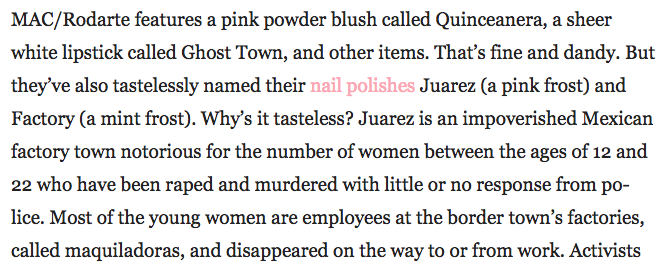 MAC/Rodarte features a pink powder blush called Quinceanera, a sheer
white lipstick called Ghost Town, and other items. That’s fine and dandy. But
they’ve also tastelessly named their nail polishes Juarez (a pink frost) and
Factory (a mint frost). Why’s it tasteless? Juarez is an impoverished Mexican
factory town notorious for the number of women between the ages of 12 and
22 who have been raped and murdered with little or no response from po-
lice. Most of the young women are employees at the border town’s factories,
called maquiladoras, and disappeared on the way to or from work. Activists